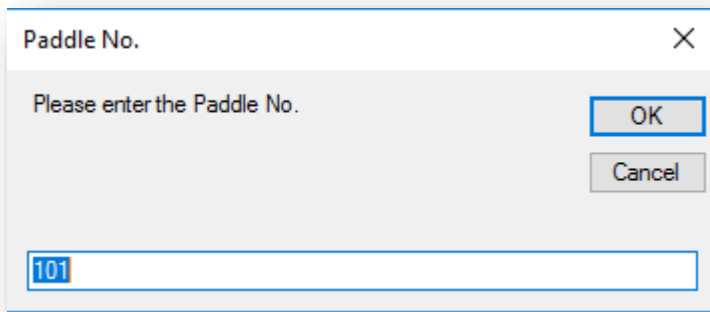 Paddle No.
Please enter the Paddle No.
OK
Cancel
101